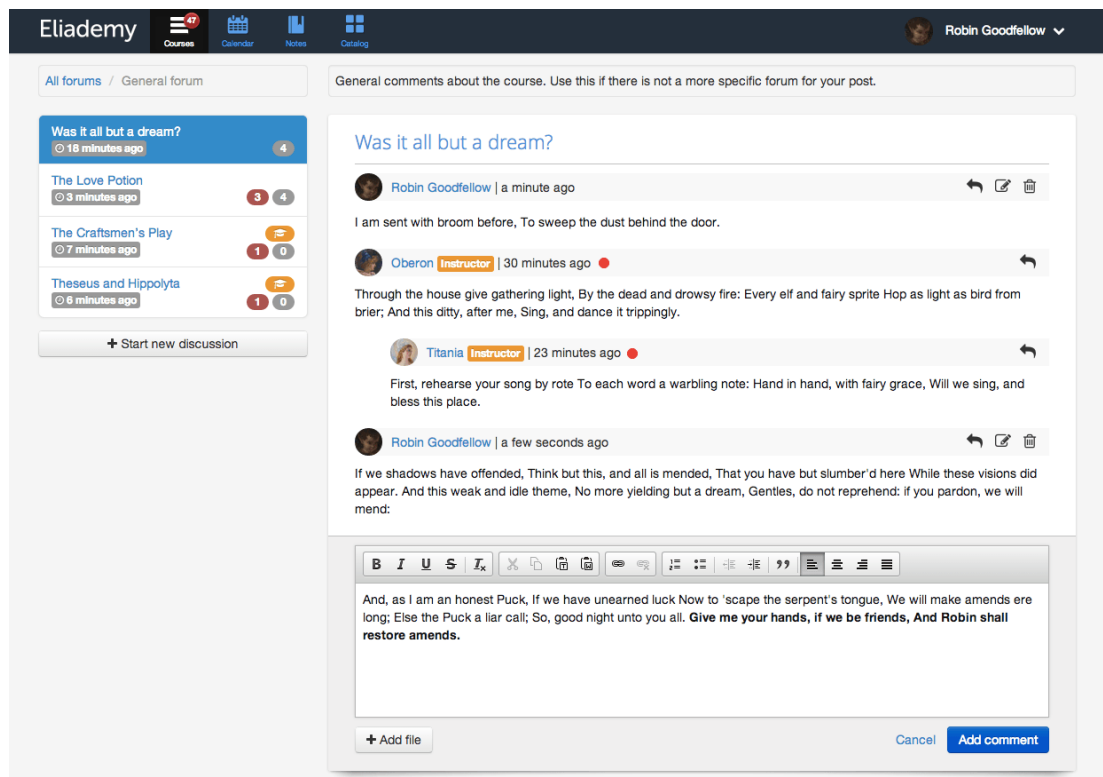 Eliademy
47
Courses
Calendar
Notes
Catalog
Robin Goodfellow
All forums / General forum
General comments about the course. Use this if there is not a more specific forum for your post.
Was it all but a dream?
18 minutes ago
4
The Love Potion
3 minutes ago
3 4
The Craftsmen's Play
7 minutes ago
1 0
Theseus and Hippolyta
6 minutes ago
1 0
+ Start new discussion
Was it all but a dream?
Robin Goodfellow | a minute ago
I am sent with broom before, To sweep the dust behind the door.
Oberon Instructor | 30 minutes ago
Through the house give gathering light, By the dead and drowsy fire: Every elf and fairy sprite Hop as light as bird from
brier; And this ditty, after me, Sing, and dance it trippingly.
Titania Instructor | 23 minutes ago
First, rehearse your song by rote To each word a warbling note: Hand in hand, with fairy grace, Will we sing, and
bless this place.
Robin Goodfellow | a few seconds ago
If we shadows have offended, Think but this, and all is mended, That you have but slumber'd here While these visions did
appear. And this weak and idle theme, No more yielding but a dream, Gentles, do not reprehend: if you pardon, we will
mend:
B I U S Ix
And, as I am an honest Puck, If we have unearned luck Now to 'scape the serpent's tongue, We will make amends ere
long; Else the Puck a liar call; So, good night unto you all. Give me your hands, if we be friends, And Robin shall
restore amends.
+ Add file
Cancel
Add comment